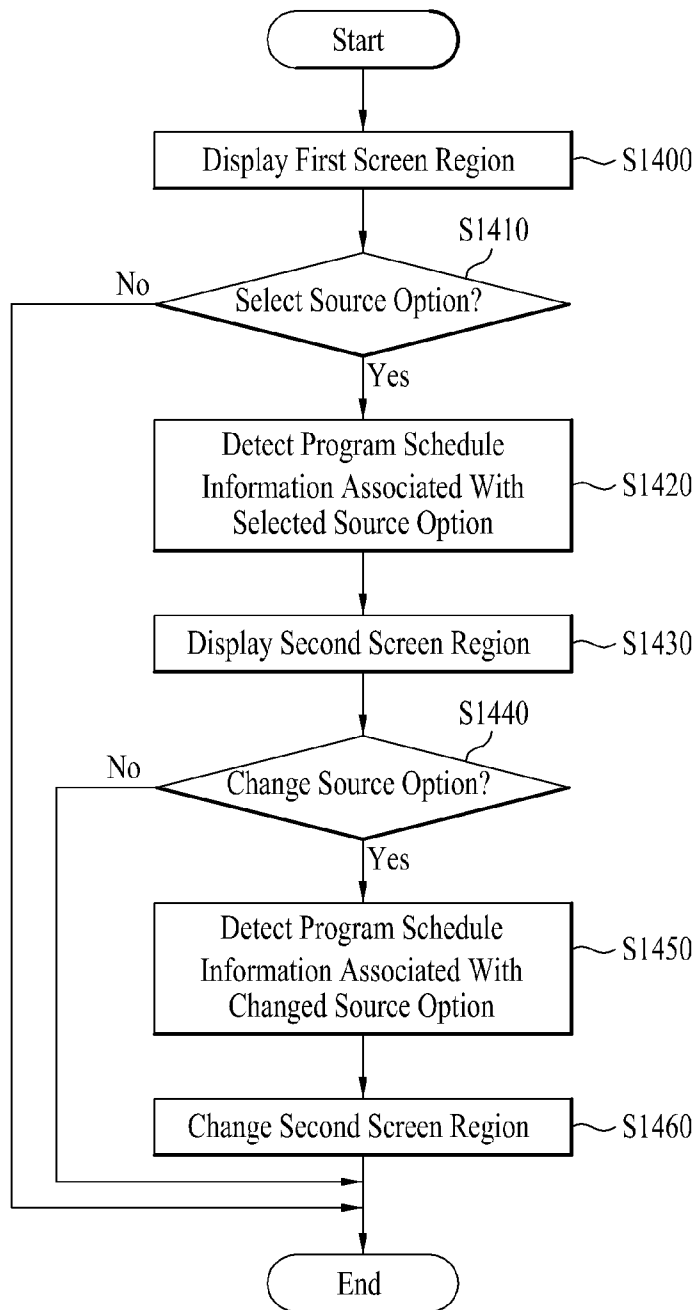 Start
Display First Screen Region
S1400
S1410
No
Select Source Option?
Yes
Detect Program Schedule
Information Associated With
Selected Source Option
S1420
Display Second Screen Region
S1430
S1440
No
Change Source Option?
Yes
Detect Program Schedule
Information Associated With
Changed Source Option
S1450
Change Second Screen Region
S1460
End